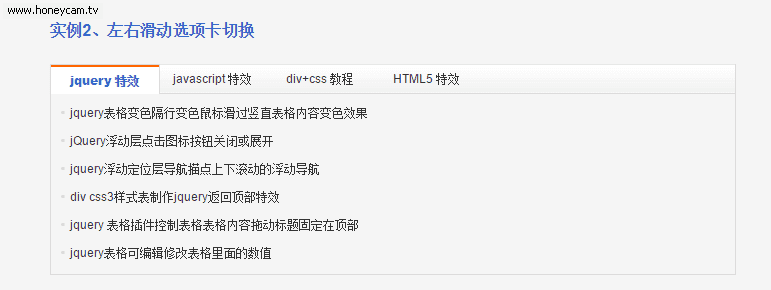 www.honeycam.tv
实例2、左右滑动选项卡切换
jquery 特效 javascript 特效 div+css 教程 HTML5 特效
jquery表格变色隔行变色鼠标滑过竖直表格内容变色效果
jQuery浮动层点击图标按钮关闭或展开
jquery浮动定位层导航描点上下滚动的浮动导航
div css3样式表制作jquery返回顶部特效
jquery 表格插件控制表格表格内容拖动标题固定在顶部
jquery表格可编辑修改表格里面的数值